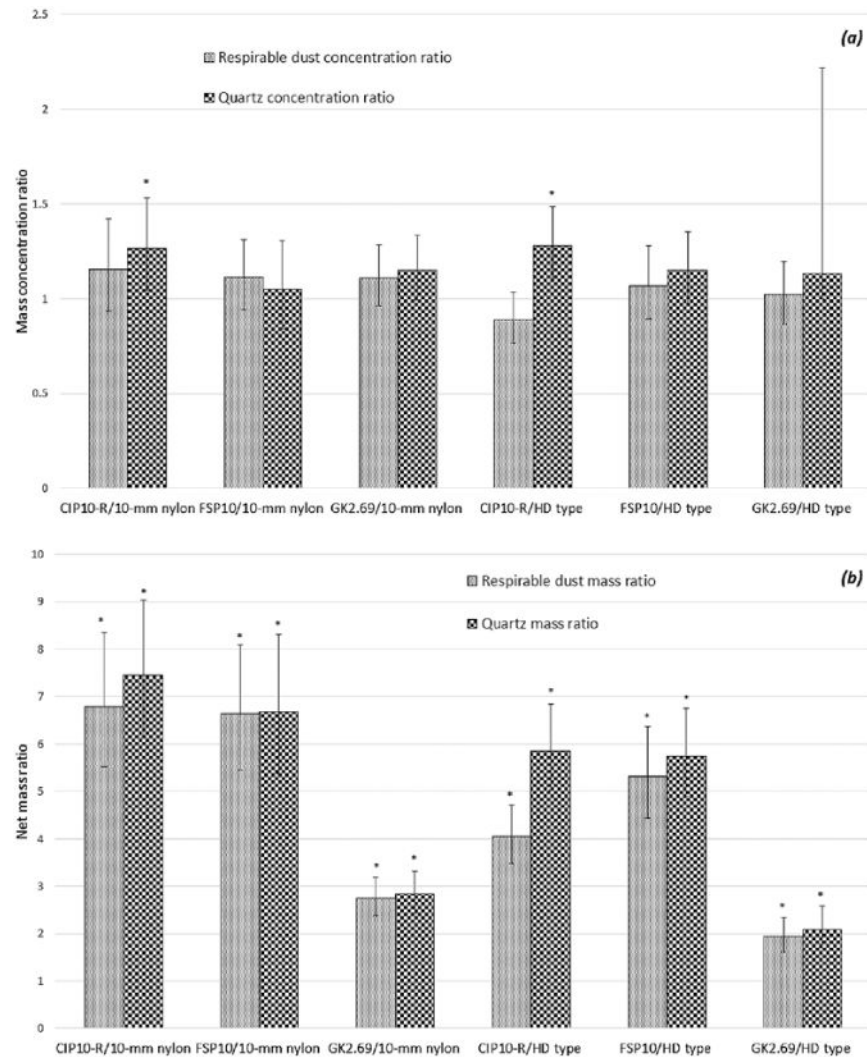 2.5
(a)
Respirable dust concentration ratio
Quartz concentration ratio
2
1.5
1
0.5
0
Mass concentration ratio
*
*
CIP10-R/10-mm nylon FSP10/10-mm nylon GK2.69/10-mm nylon CIP10-R/HD type FSP10/HD type GK2.69/HD type
10
(b)
Respirable dust mass ratio
Quartz mass ratio
9
8
7
6
5
4
3
2
1
0
Net mass ratio
* * * * * * * * * * * *
CIP10-R/10-mm nylon FSP10/10-mm nylon GK2.69/10-mm nylon CIP10-R/HD type FSP10/HD type GK2.69/HD type